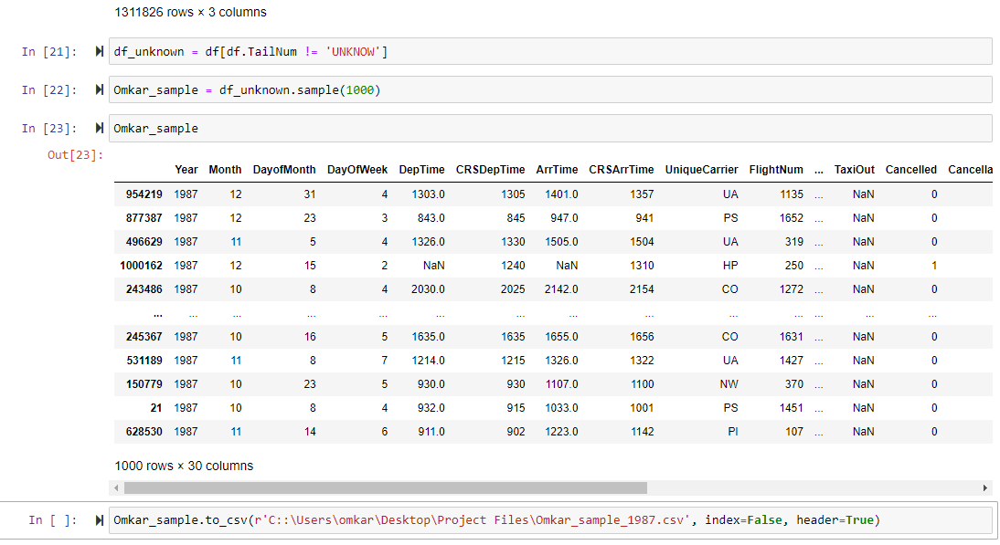 1311826 rows × 3 columns
In [21]: df_unknown = df[df.TailNum != 'UNKNOW']
In [22]: Omkar_sample = df_unknown.sample(1000)
In [23]: Omkar_sample
Out[23]:
Year Month DayofMonth DayOfWeek DepTime CRSDepTime ArrTime CRSArrTime UniqueCarrier FlightNum ... TaxiOut Cancelled Cancella
954219 1987 12 31 4 1303.0 1305 1401.0 1357 UA 1135 ... NaN 0
877387 1987 12 23 3 843.0 845 947.0 941 PS 1652 ... NaN 0
496629 1987 11 5 4 1326.0 1330 1505.0 1504 UA 319 ... NaN 0
1000162 1987 12 15 2 NaN 1240 NaN 1310 HP 250 ... NaN 1
243486 1987 10 8 4 2030.0 2025 2142.0 2154 CO 1272 ... NaN 0
... ... ... ... ... ... ... ... ... ... ... ... ... ...
245367 1987 10 16 5 1635.0 1635 1655.0 1656 CO 1631 ... NaN 0
531189 1987 11 8 7 1214.0 1215 1326.0 1322 UA 1427 ... NaN 0
150779 1987 10 23 5 930.0 930 1107.0 1100 NW 370 ... NaN 0
21 1987 10 8 4 932.0 915 1033.0 1001 PS 1451 ... NaN 0
628530 1987 11 14 6 911.0 902 1223.0 1142 PI 107 ... NaN 0
1000 rows × 30 columns
In [ ]: Omkar_sample.to_csv(r'C::\Users\omkar\Desktop\Project Files\Omkar_sample_1987.csv', index=False, header=True)